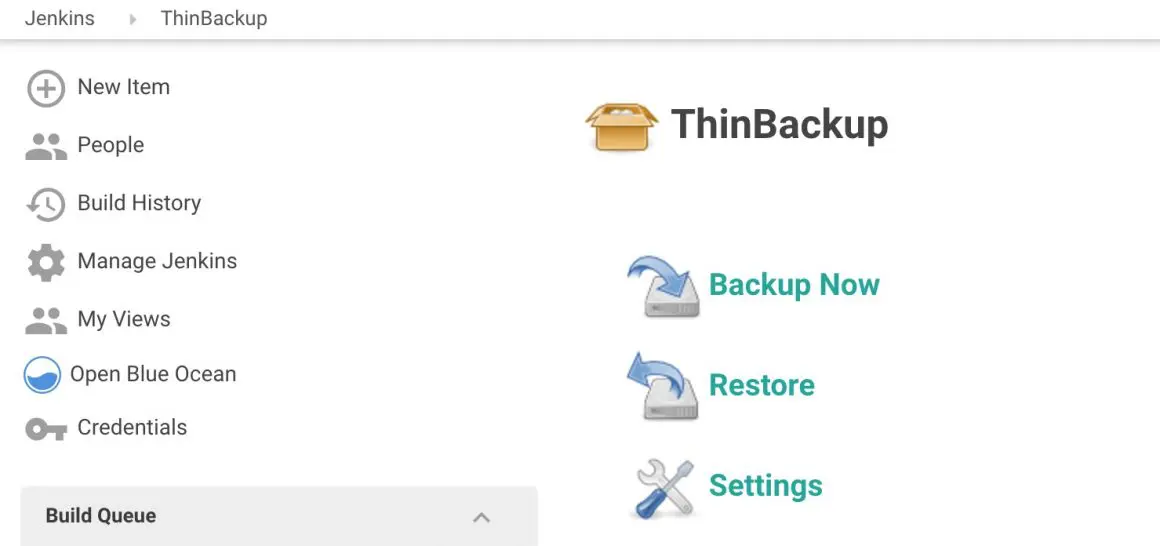 Jenkins ThinBackup
New Item
People
Build History
Manage Jenkins
My Views
Open Blue Ocean
Credentials
Build Queue
ThinBackup
Backup Now
Restore
Settings